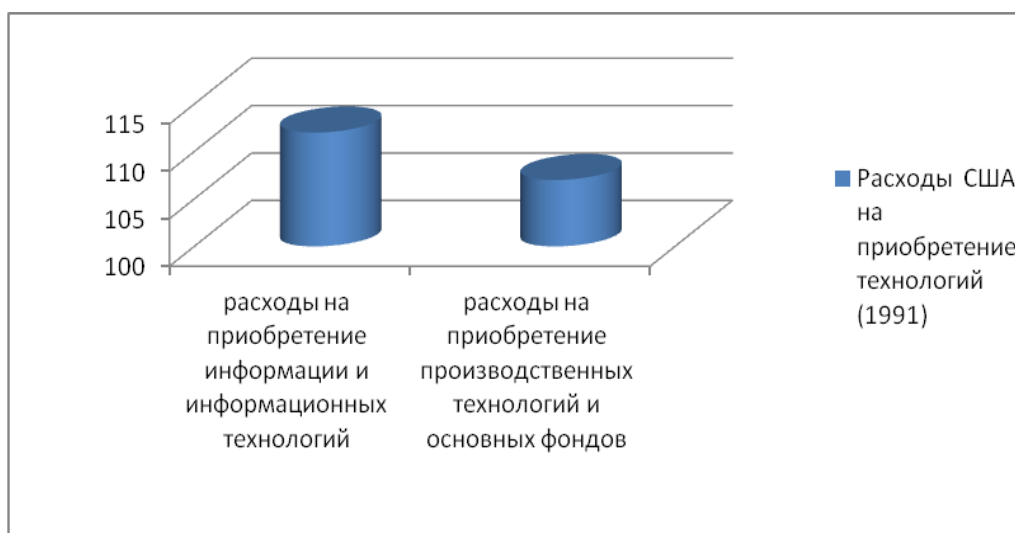 115
110
105
100
расходы на
приобретение
информации и
информационных
технологий
расходы на
приобретение
производственных
технологий и
основных фондов
Расходы США
на
приобретение
технологий
(1991)